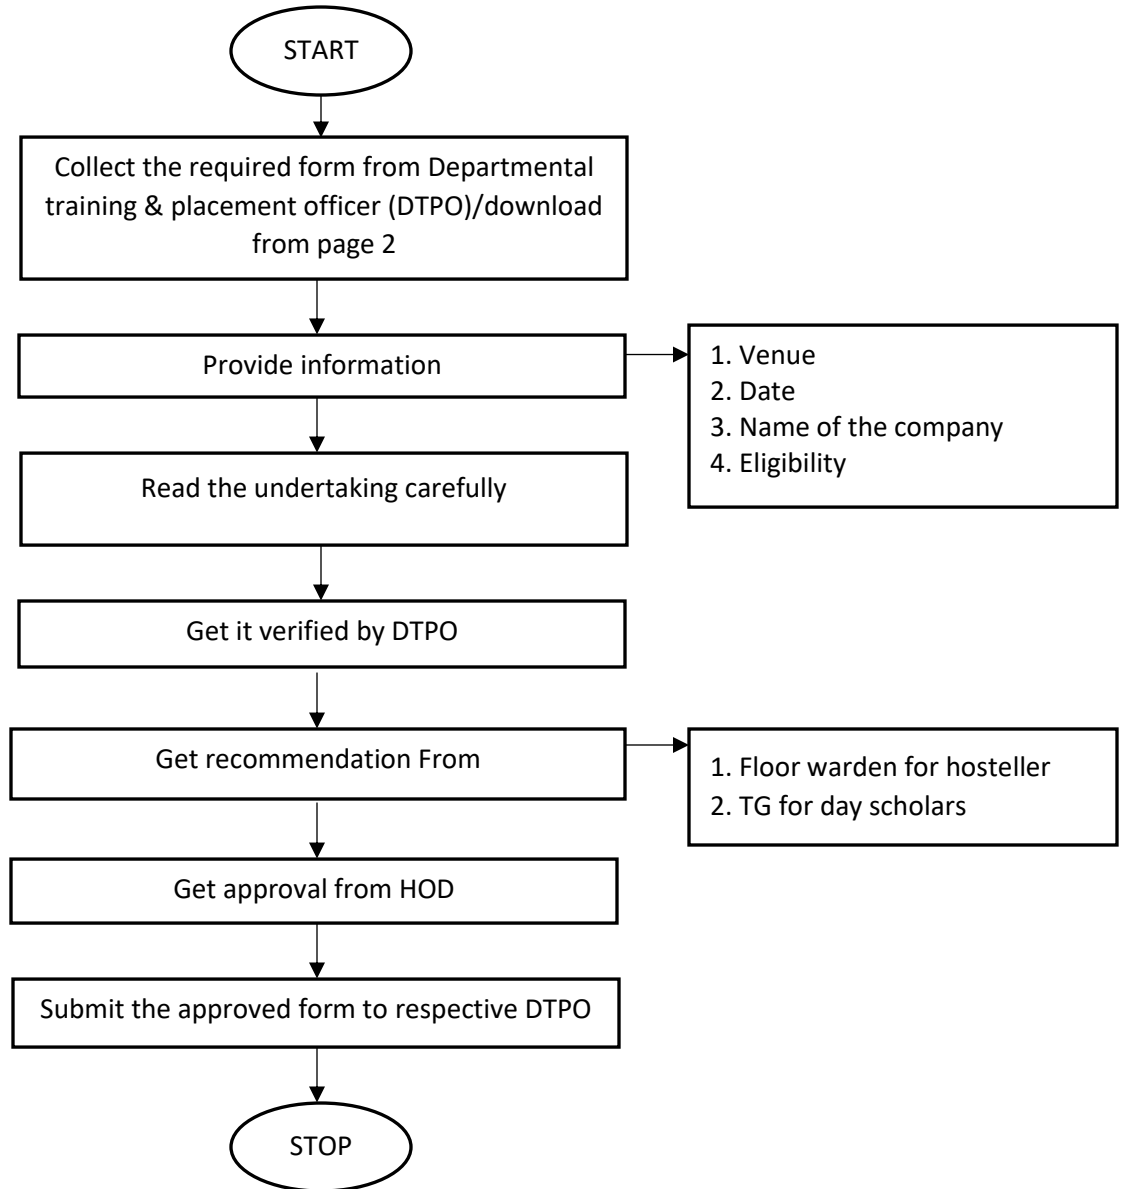 START
Collect the required form from Departmental
training & placement officer (DTPO)/download
from page 2
Provide information
1. Venue
2. Date
3. Name of the company
4. Eligibility
Read the undertaking carefully
Get it verified by DTPO
Get recommendation From
1. Floor warden for hosteller
2. TG for day scholars
Get approval from HOD
Submit the approved form to respective DTPO
STOP